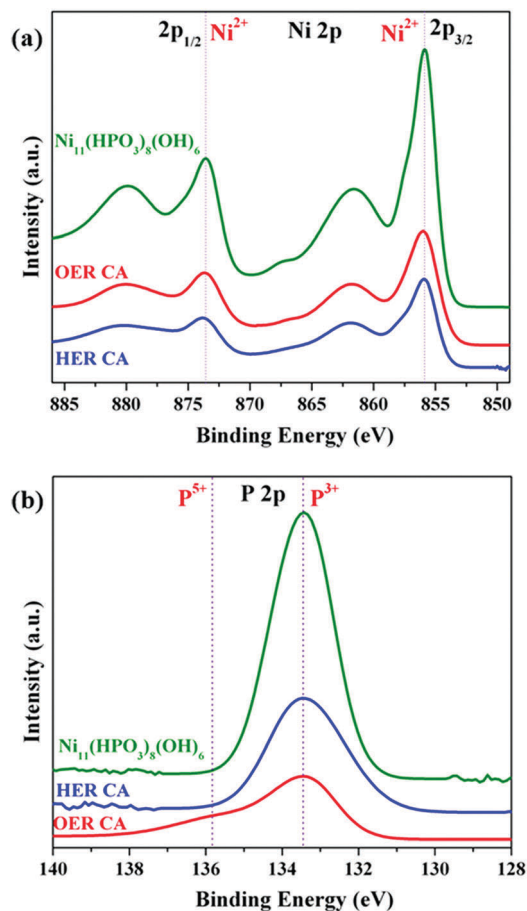 (a)
2p1/2 Ni2+ Ni 2p Ni2+ 2p3/2
Ni11(HPO3)8(OH)6
OER CA
HER CA
Intensity (a.u.)
885 880 875 870 865 860 855 850
Binding Energy (eV)
(b)
P5+ P 2p P3+
Ni11(HPO3)8(OH)6
HER CA
OER CA
Intensity (a.u.)
140 138 136 134 132 130 128
Binding Energy (eV)